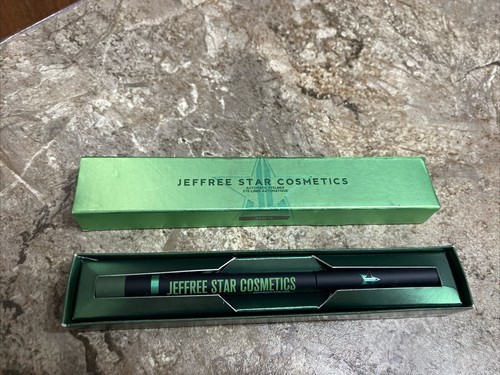 JEFFREE STAR COSMETICS
AUTOMATIC EYELINER
EYE-LINER AUTOMATIQUE
JEFFREE STAR COSMETICS